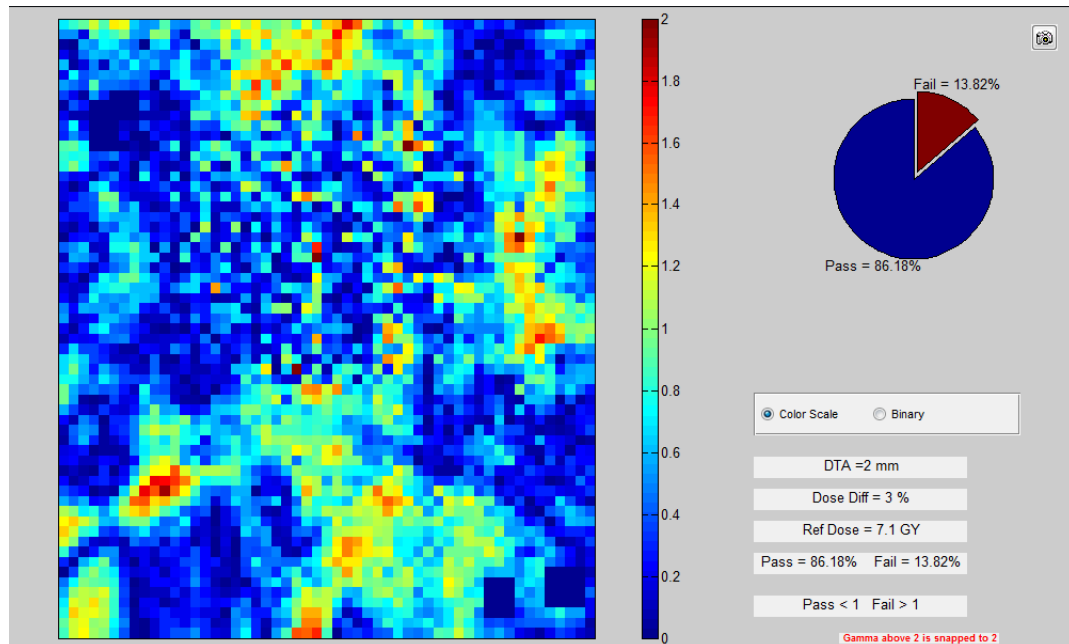 2
1.8
1.6
1.4
1.2
1
0.8
0.6
0.4
0.2
0
Fail = 13.82%
Pass = 86.18%
Color Scale Binary
DTA =2 mm
Dose Diff = 3 %
Ref Dose = 7.1 GY
Pass = 86.18% Fail = 13.82%
Pass < 1 Fail > 1
Gamma above 2 is snapped to 2